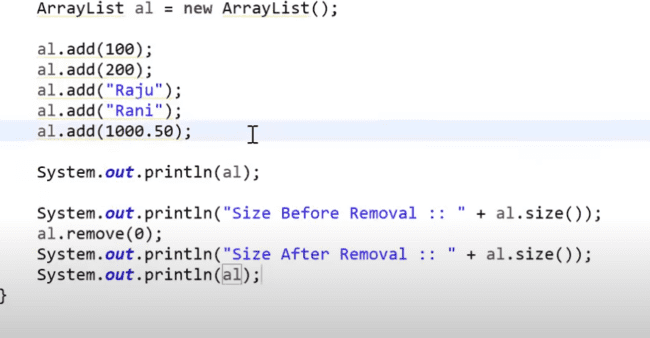 ArrayList al = new ArrayList();
al.add(100);
al.add(200);
al.add("Raju");
al.add("Rani");
al.add(1000.50);
System.out.println(al);
System.out.println("Size Before Removal :: " + al.size());
al.remove(0);
System.out.println("Size After Removal :: " + al.size());
System.out.println(al);
}